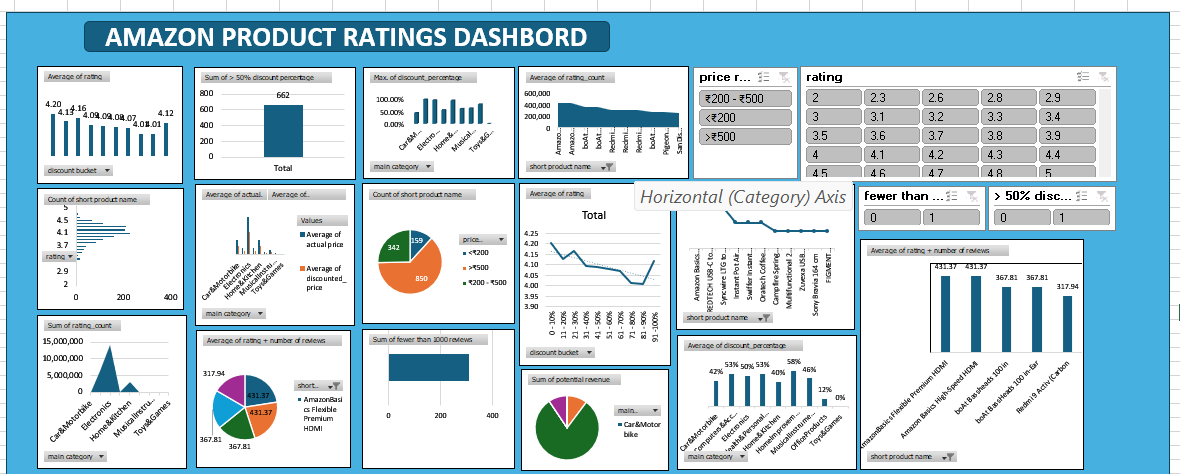 AMAZON PRODUCT RATINGS DASHBORD
Average of rating
4.20
4.13
4.16
4.09
4.09
4.08
4.07
4.01
4.01
4.12
discount bucket
Sum of > 50% discount percentage
800
600
400
200
0
662
Total
Max. of discount_percentage
100.00%
50.00%
0.00%
Car&M...
Electro...
Home&...
Musical...
Toys&G...
main category
Average of rating_count
600,000
400,000
200,000
0
Amazo...
Amazo...
boAt...
boAt...
Redmi...
Redmi...
Redmi...
boAt...
Pigeon...
SanDis...
short product name
price r...
₹200 - ₹500
<₹200
>₹500
rating
2 2.3 2.6 2.8 2.9
3 3.1 3.2 3.3 3.4
3.5 3.6 3.7 3.8 3.9
4 4.1 4.2 4.3 4.4
4.5 4.6 4.7 4.8 5
Count of short product name
5
4.5
4.1
3.7
rating
2.9
2
0 200 400
Average of actual.. Average of..
Values
Average of actual price
Average of discounted_ price
Car&Motorbike
Electronics
Home&Kitchen
MusicalInstru...
Toys&Games
main category
Count of short product name
159
850
342
price...
<₹200
>₹500
₹200 - ₹500
Average of rating
Total
4.25
4.20
4.15
4.10
4.05
4.00
3.95
3.90
0 - 10%
11 - 20%
21 - 30%
31 - 40%
41 - 50%
51 - 60%
61 - 70%
71 - 80%
81 - 90%
91 -100%
discount bucket
Horizontal (Category) Axis
Amazon Basics...
REDTECH USB-C to...
Syncwire LTG to...
Instant Pot Air...
Swiffer Instant...
Oratech Coffee...
Campfire Spring...
Multifunctional 2...
Zuvexa USB...
Sony Bravia 164 cm
FIGMENT...
short product name
fewer than ...
0 1
> 50% disc...
0 1
Average of rating + number of reviews
431.37
431.37
367.81
367.81
317.94
AmazonBasics Flexible Premium HDMI
Amazon Basics High-Speed HDMI
boAt Bassheads 100 in
boAt BassHeads 100 in-Ear
Redmi 9 Activ (Carbon
short product name
Sum of rating_count
15,000,000
10,000,000
5,000,000
0
Car&Motorbike
Electronics
Home&Kitchen
MusicalInstru...
Toys&Games
main category
Average of rating + number of reviews
317.94
431.37
431.37
367.81
367.81
short...
AmazonBasi cs Flexible Premium HDMI
Sum of fewer than 1000 reviews
0 200 400
Sum of potential revenue
main...
Car&Motor bike
Average of discount_percentage
42%
53%
50%
53%
40%
58%
46%
12%
0%
Car&Motorbike
Computers&Acc...
Electronics
Health&Personal...
Home&Kitchen
HomeImprovem...
MusicalInstrume...
OfficeProducts
Toys&Games
main category